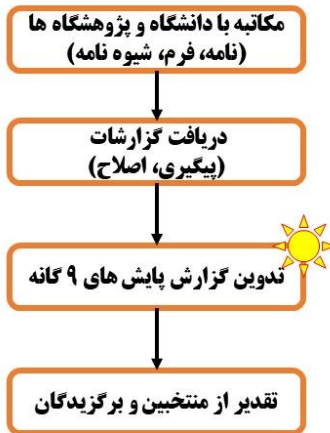 مکاتبه با دانشگاه و پژوهشگاه ها
(نامه، فرم، شیوه نامه)
دریافت گزارشات
(پیگیری، اصلاح)
تدوین گزارش پایش های ۹ گانه
تقدیر از منتخبین و برگزیدگان